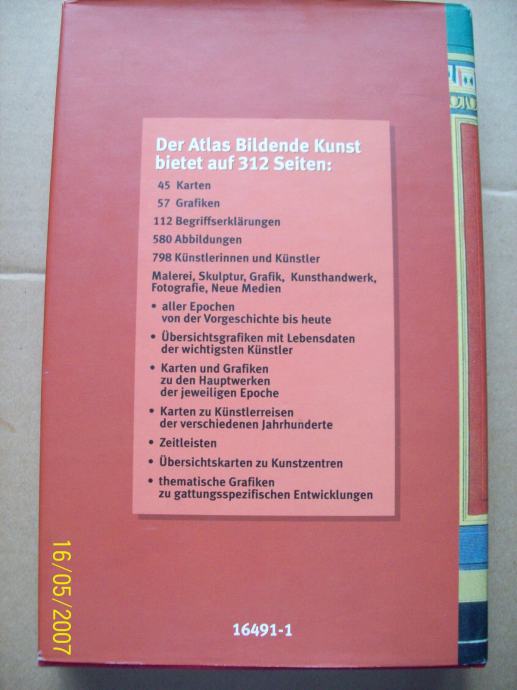 Der Atlas Bildende Kunst
bietet auf 312 Seiten:
45 Karten
57 Grafiken
112 Begriffserklärungen
580 Abbildungen
798 Künstlerinnen und Künstler
Malerei, Skulptur, Grafik, Kunsthandwerk,
Fotografie, Neue Medien
• aller Epochen
von der Vorgeschichte bis heute
• Übersichtsgrafiken mit Lebensdaten
der wichtigsten Künstler
• Karten und Grafiken
zu den Hauptwerken
der jeweiligen Epoche
• Karten zu Künstlerreisen
der verschiedenen Jahrhunderte
• Zeitleisten
• Übersichtskarten zu Kunstzentren
• thematische Grafiken
zu gattungsspezifischen Entwicklungen
16491-1
16/05/2007